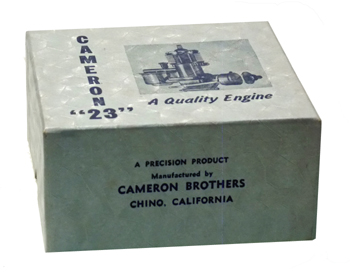 CAMERON
"23"
A Quality Engine
A PRECISION PRODUCT
Manufactured by
CAMERON BROTHERS
CHINO, CALIFORNIA